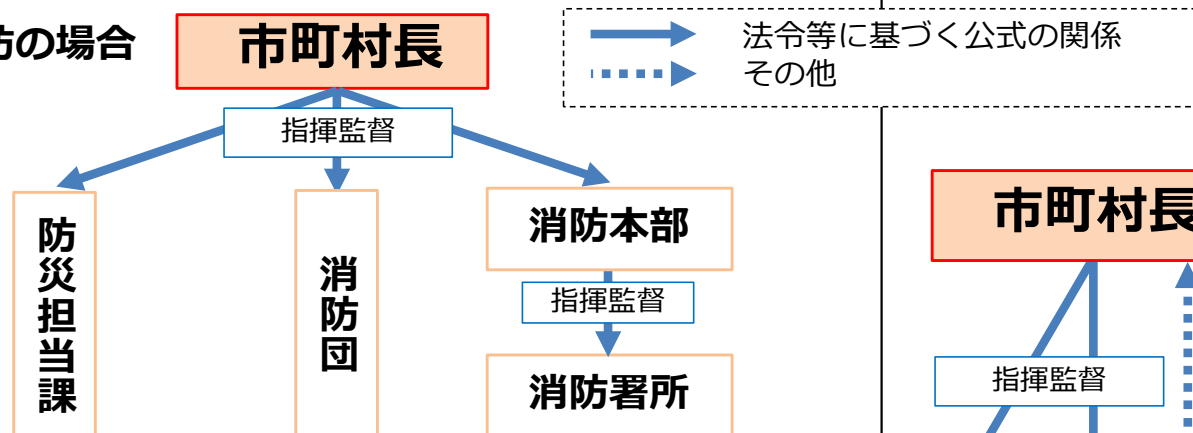 防の場合
市町村長
法令等に基づく公式の関係
その他
指揮監督
防災担当課
消防団
消防本部
指揮監督
消防署所
市町村長
指揮監督